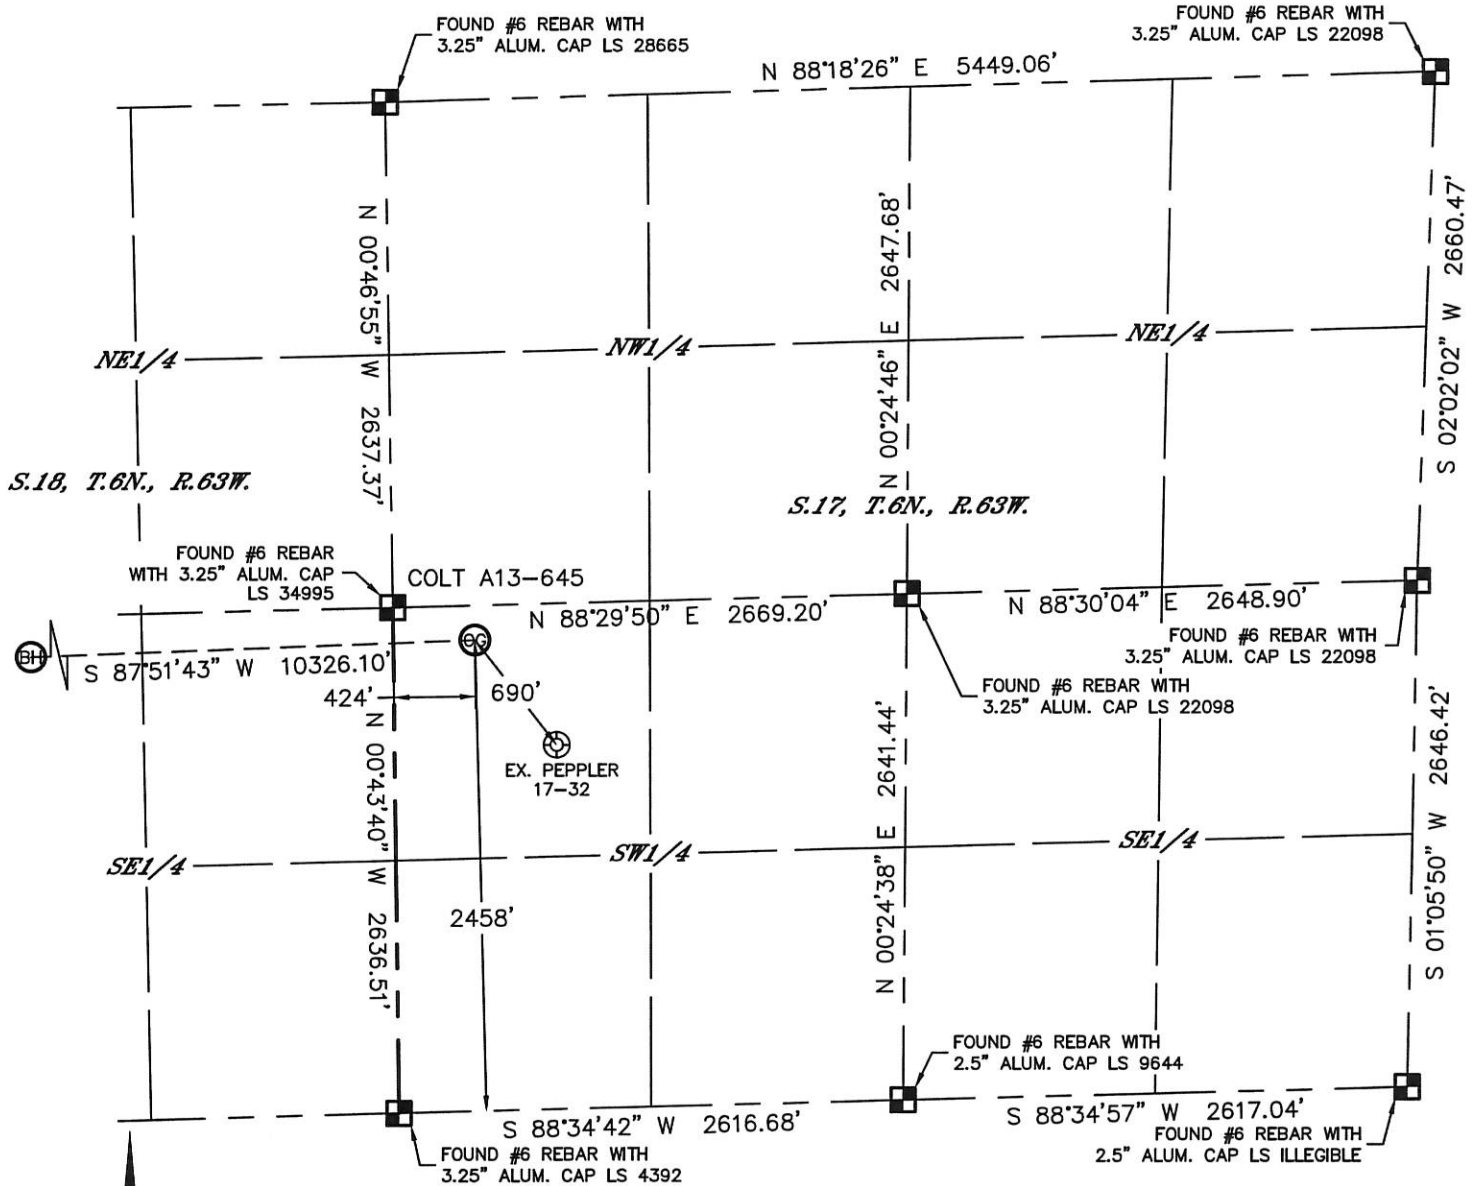 FOUND #6 REBAR WITH
3.25" ALUM. CAP LS 28665
FOUND #6 REBAR WITH
3.25" ALUM. CAP LS 22098
N 88°18'26" E 5449.06'
N 00°46'55" W 2637.37'
N 00°24'46" E 2647.68'
S 02°02'02" W 2660.47'
NE1/4
NW1/4
NE1/4
S.18, T.6N., R.63W.
S.17, T.6N., R.63W.
FOUND #6 REBAR
WITH 3.25" ALUM. CAP
LS 34995
COLT A13-645
N 88°29'50" E 2669.20'
N 88°30'04" E 2648.90'
FOUND #6 REBAR WITH
3.25" ALUM. CAP LS 22098
BH
OG
S 87°51'43" W 10326.10'
424'
690'
FOUND #6 REBAR WITH
3.25" ALUM. CAP LS 22098
EX. PEPPLER
17-32
N 00°43'40" W 2636.51'
N 00°24'38" E 2641.44'
S 01°05'50" W 2646.42'
SE1/4
SW1/4
SE1/4
2458'
FOUND #6 REBAR WITH
2.5" ALUM. CAP LS 9644
S 88°34'42" W 2616.68'
S 88°34'57" W 2617.04'
FOUND #6 REBAR WITH
3.25" ALUM. CAP LS 4392
FOUND #6 REBAR WITH
2.5" ALUM. CAP LS ILLEGIBLE